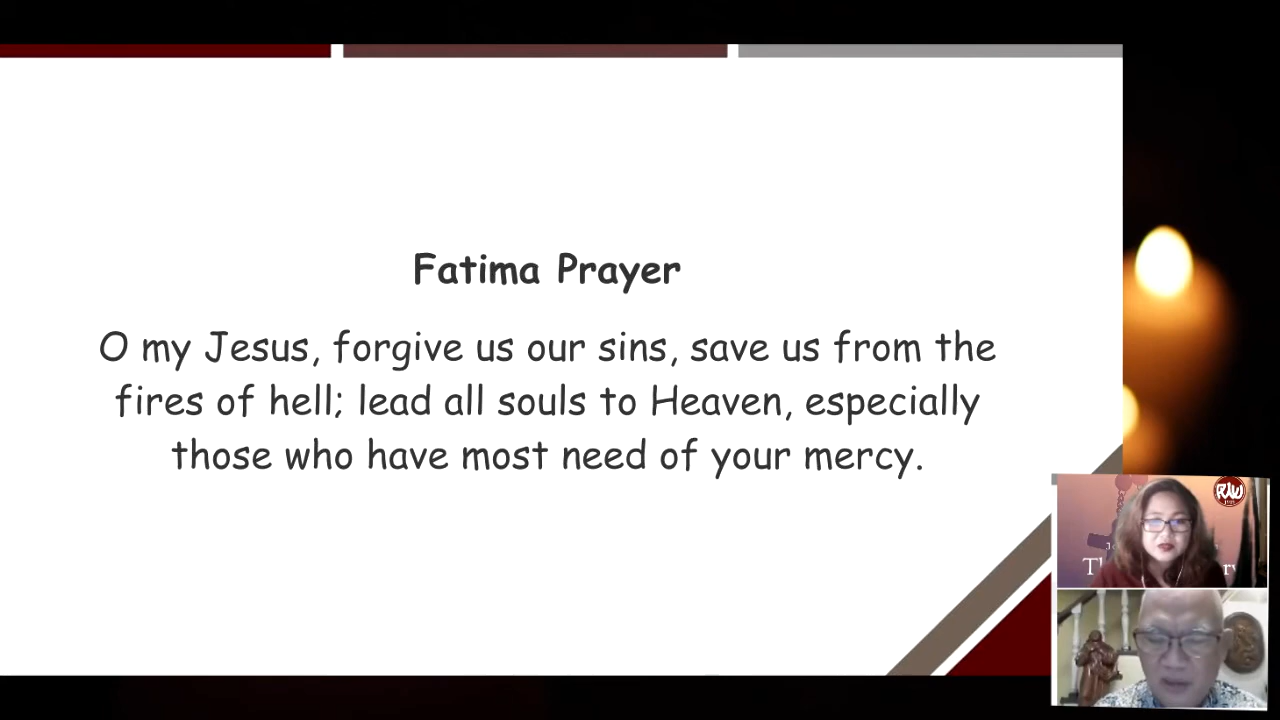 Fatima Prayer
O my Jesus, forgive us our sins, save us from the
fires of hell; lead all souls to Heaven, especially
those who have most need of your mercy.